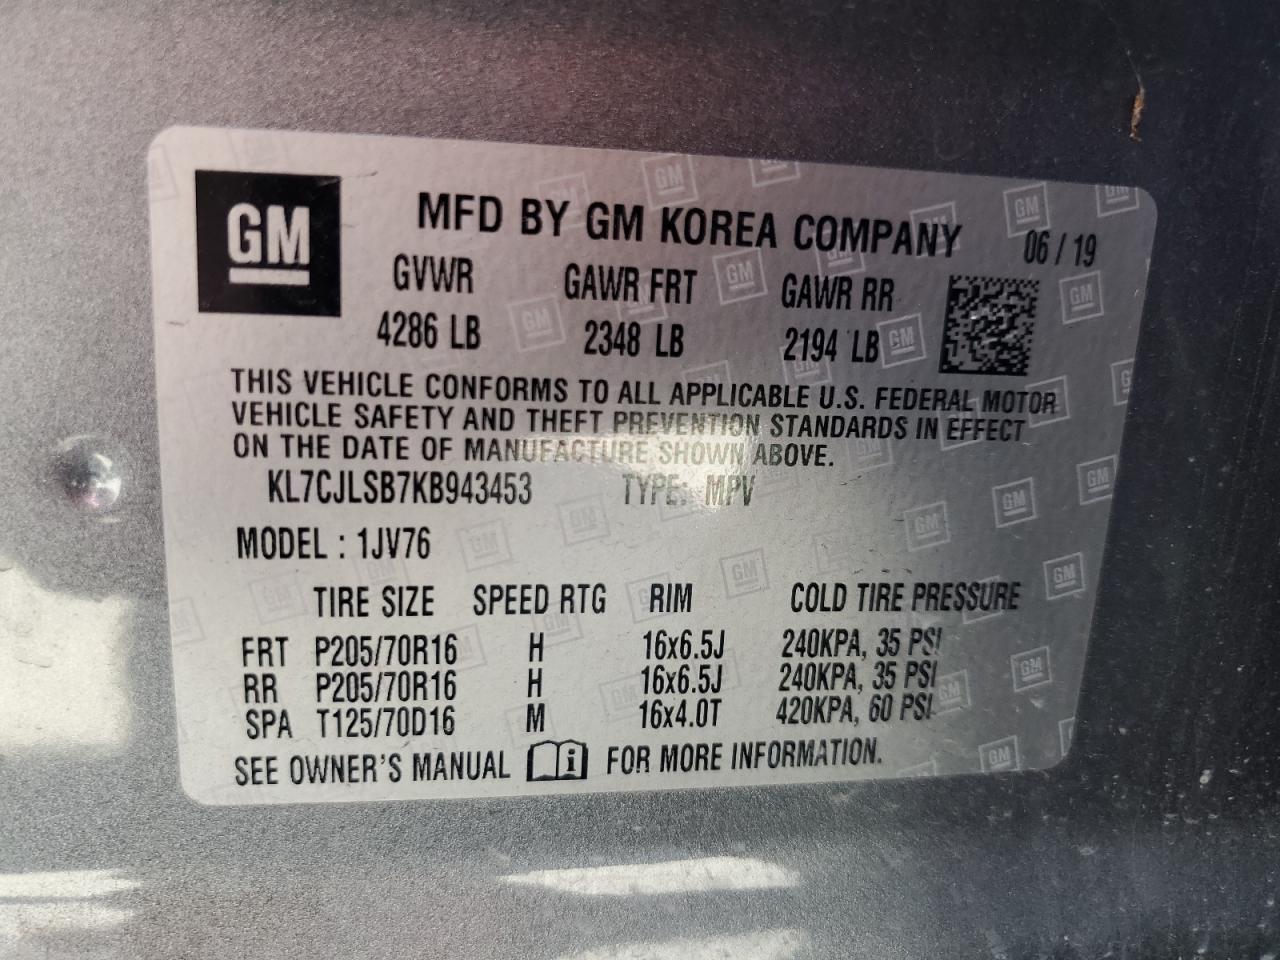 GM MFD BY GM KOREA COMPANY 06 / 19
GVWR GAWR FRT GAWR RR
4286 LB 2348 LB 2194 LB
THIS VEHICLE CONFORMS TO ALL APPLICABLE U.S. FEDERAL MOTOR
VEHICLE SAFETY AND THEFT PREVENTION STANDARDS IN EFFECT
ON THE DATE OF MANUFACTURE SHOWN ABOVE.
KL7CJLSB7KB943453 TYPE: MPV
MODEL : 1JV76
TIRE SIZE SPEED RTG RIM COLD TIRE PRESSURE
FRT P205/70R16 H 16x6.5J 240KPA, 35 PSI
RR P205/70R16 H 16x6.5J 240KPA, 35 PSI
SPA T125/70D16 M 16x4.0T 420KPA, 60 PSI
SEE OWNER'S MANUAL i FOR MORE INFORMATION.